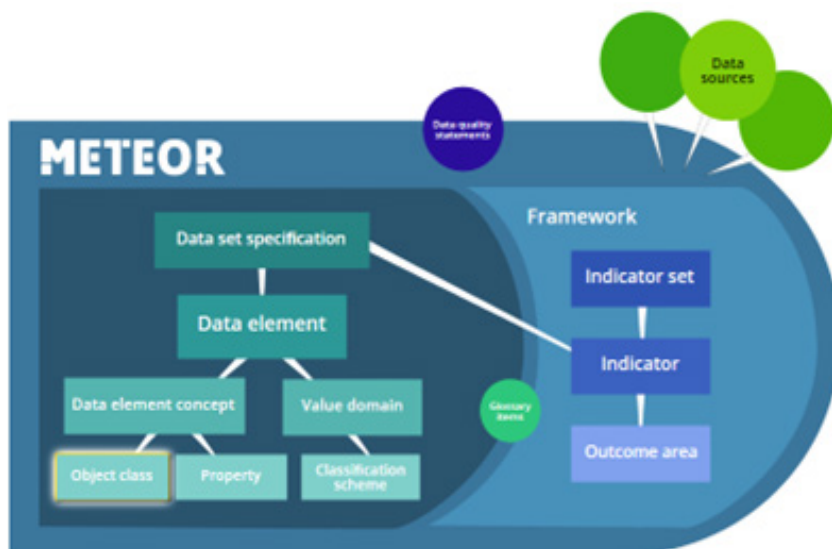 Data
sources
Data quality
statements
METEOR
Framework
Data set specification
Indicator set
Data element
Indicator
Data element concept
Value domain
Glossary
items
Outcome area
Object class
Property
Classification
scheme